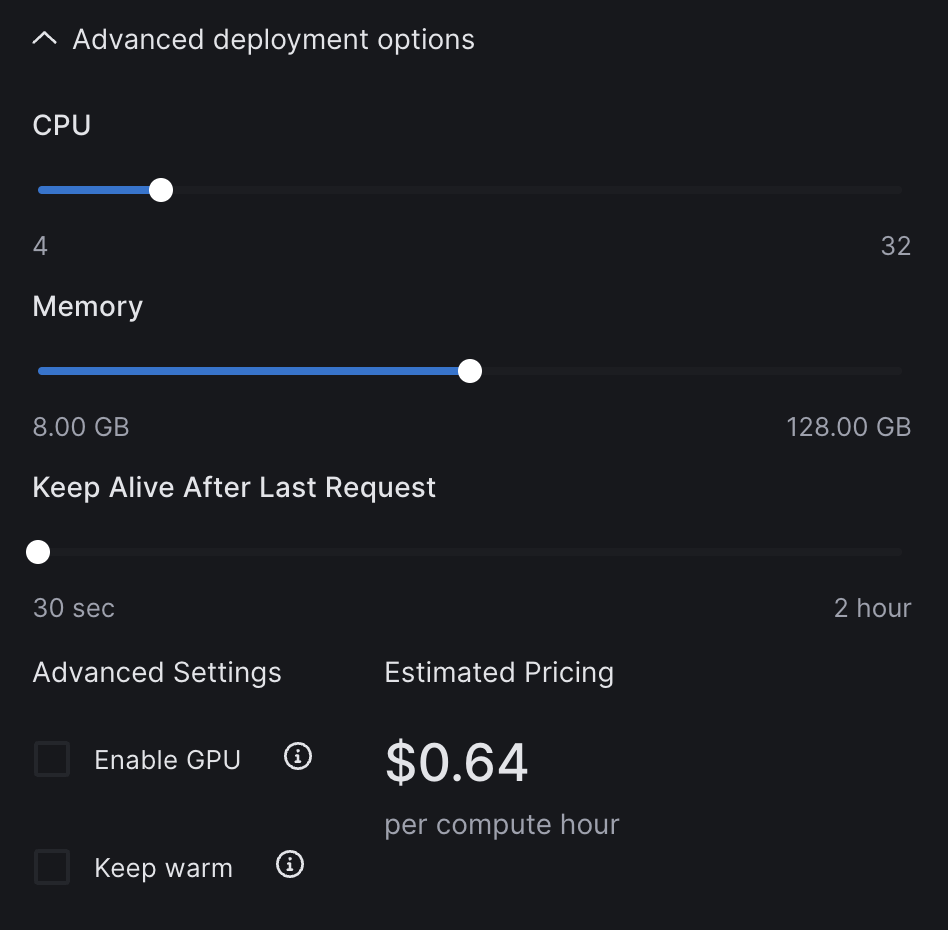 Advanced deployment options
CPU
4 32
Memory
8.00 GB 128.00 GB
Keep Alive After Last Request
30 sec 2 hour
Advanced Settings
Enable GPU
Keep warm
Estimated Pricing
$0.64
per compute hour